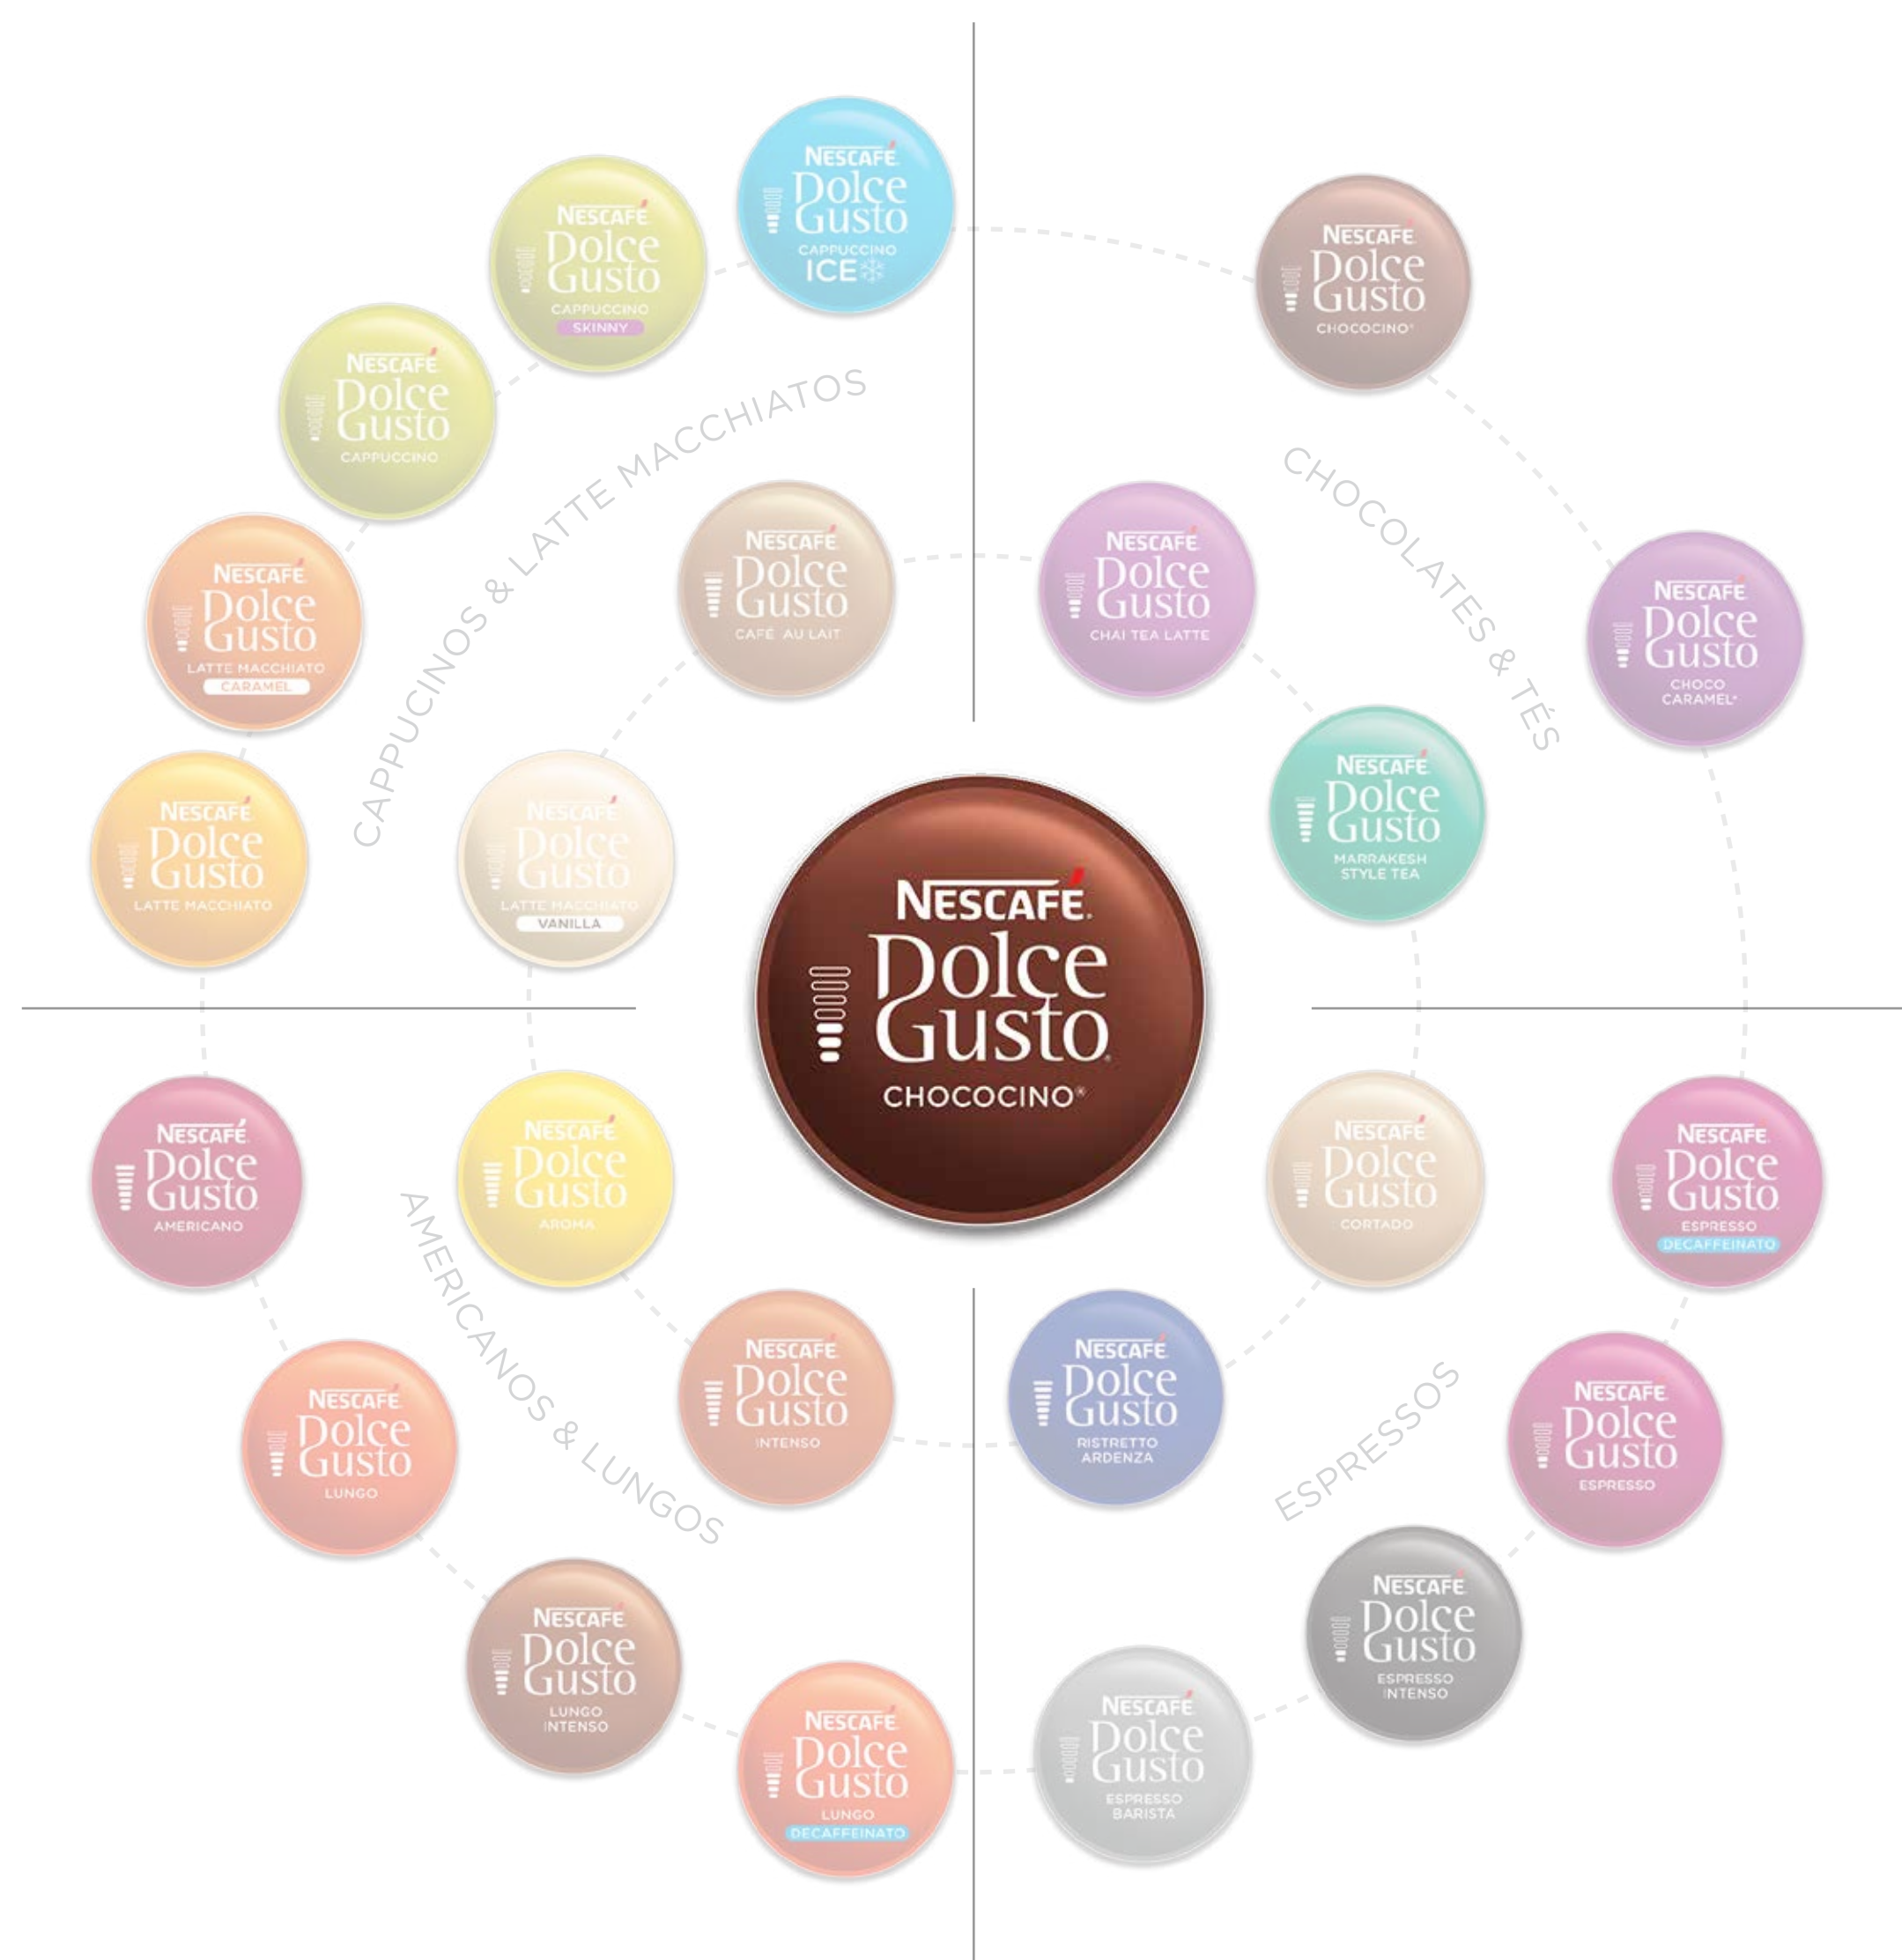 NESCAFÉ.
Dolce
Gusto
CAPPUCCINO
ICE
NESCAFÉ
Dolce
Gusto
CAPPUCCINO
SKINNY
NESCAFÉ
Dolce
Gusto
CHOCOCINO®
NESCAFÉ
Dolce
Gusto
CAPPUCCINO
CAPPUCINOS & LATTE MACCHIATOS
CHOCOLATES & TÉS
NESCAFÉ
Dolce
Gusto
LATTE MACCHIATO
CARAMEL
NESCAFÉ
Dolce
Gusto
CAFÉ AU LAIT
NESCAFÉ
Dolce
Gusto
CHAI TEA LATTE
NESCAFÉ
Dolce
Gusto
CHOCO
CARAMEL®
NESCAFÉ
Dolce
Gusto
LATTE MACCHIATO
NESCAFÉ
Dolce
Gusto
LATTE MACCHIATO
VANILLA
NESCAFÉ
Dolce
Gusto
MARRAKESH
STYLE TEA
NESCAFÉ.
Dolce
Gusto®
CHOCOCINO®
NESCAFÉ
Dolce
Gusto
AMERICANO
NESCAFÉ
Dolce
Gusto
AROMA
NESCAFÉ
Dolce
Gusto
CORTADO
NESCAFÉ
Dolce
Gusto
ESPRESSO
DECAFFEINATO
AMERICANOS & LUNGOS
ESPRESSOS
NESCAFÉ
Dolce
Gusto
LUNGO
NESCAFÉ
Dolce
Gusto
INTENSO
NESCAFÉ
Dolce
Gusto
RISTRETTO
ARDENZA
NESCAFÉ
Dolce
Gusto
ESPRESSO
NESCAFÉ
Dolce
Gusto
LUNGO
INTENSO
NESCAFÉ
Dolce
Gusto
ESPRESSO
INTENSO
NESCAFÉ
Dolce
Gusto
LUNGO
DECAFFEINATO
NESCAFÉ
Dolce
Gusto
ESPRESSO
BARISTA